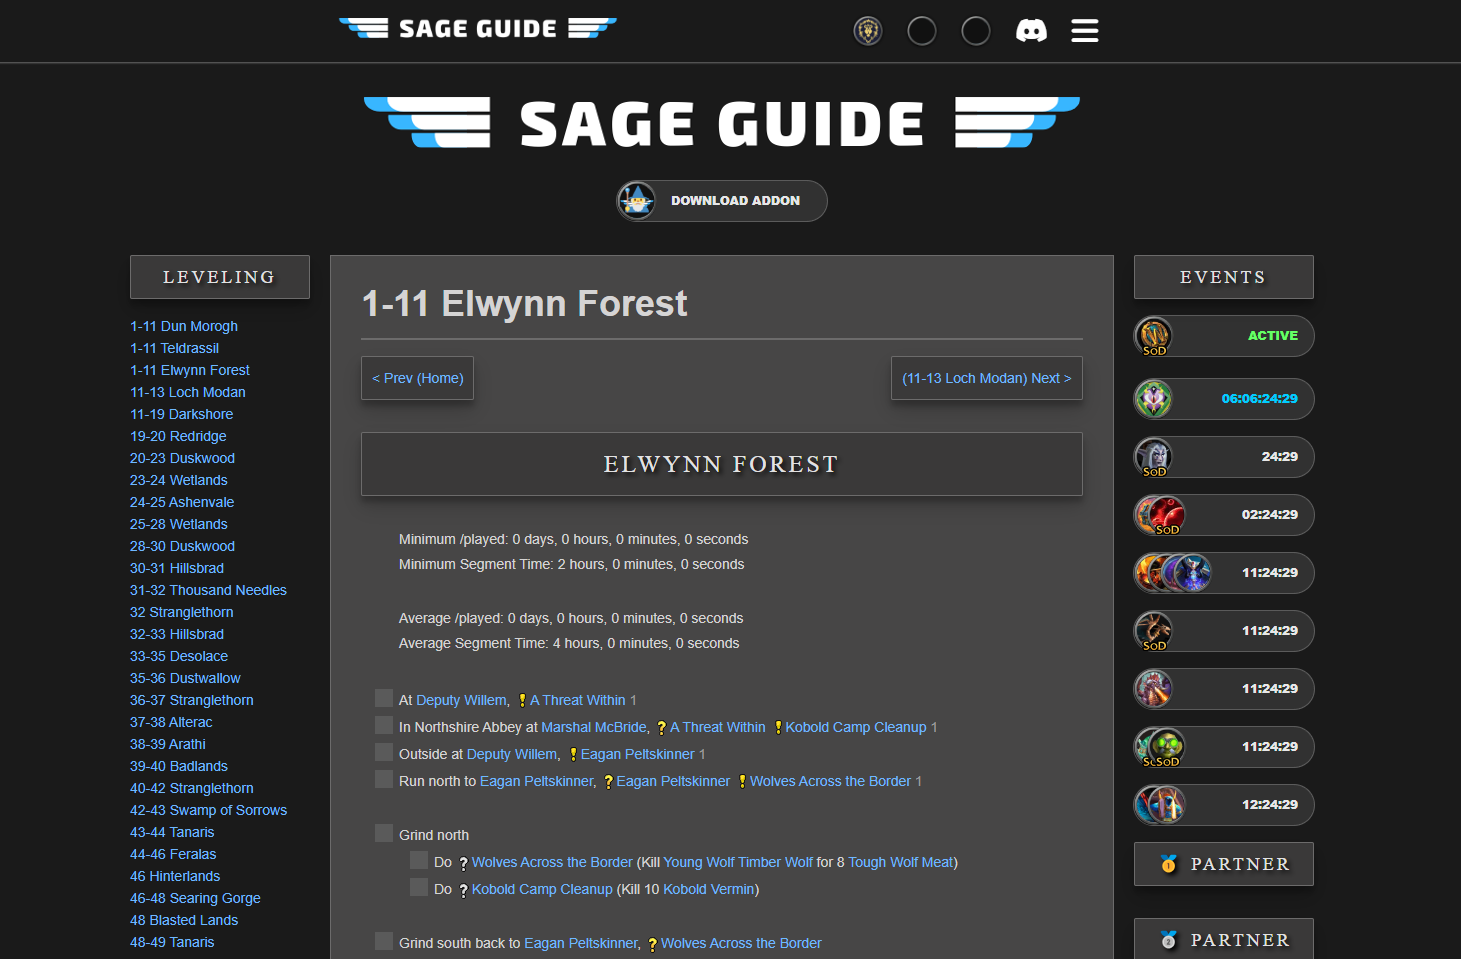 SAGE GUIDE
SAGE GUIDE
DOWNLOAD ADDON
LEVELING
1-11 Dun Morogh
1-11 Teldrassil
1-11 Elwynn Forest
11-13 Loch Modan
11-19 Darkshore
19-20 Redridge
20-23 Duskwood
23-24 Wetlands
24-25 Ashenvale
25-28 Wetlands
28-30 Duskwood
30-31 Hillsbrad
31-32 Thousand Needles
32 Stranglethorn
32-33 Hillsbrad
33-35 Desolace
35-36 Dustwallow
36-37 Stranglethorn
37-38 Alterac
38-39 Arathi
39-40 Badlands
40-42 Stranglethorn
42-43 Swamp of Sorrows
43-44 Tanaris
44-46 Feralas
46 Hinterlands
46-48 Searing Gorge
48 Blasted Lands
48-49 Tanaris
1-11 Elwynn Forest
< Prev (Home)
(11-13 Loch Modan) Next >
ELWYNN FOREST
Minimum /played: 0 days, 0 hours, 0 minutes, 0 seconds
Minimum Segment Time: 2 hours, 0 minutes, 0 seconds
Average /played: 0 days, 0 hours, 0 minutes, 0 seconds
Average Segment Time: 4 hours, 0 minutes, 0 seconds
At Deputy Willem, ! A Threat Within 1
In Northshire Abbey at Marshal McBride, ? A Threat Within ! Kobold Camp Cleanup 1
Outside at Deputy Willem, ! Eagan Peltskinner 1
Run north to Eagan Peltskinner, ? Eagan Peltskinner ! Wolves Across the Border 1
Grind north
Do ? Wolves Across the Border (Kill Young Wolf Timber Wolf for 8 Tough Wolf Meat)
Do ? Kobold Camp Cleanup (Kill 10 Kobold Vermin)
Grind south back to Eagan Peltskinner, ? Wolves Across the Border
EVENTS
SoD ACTIVE
06:06:24:29
SoD 24:29
SoD 02:24:29
11:24:29
SoD 11:24:29
11:24:29
SoD 11:24:29
12:24:29
1 PARTNER
2 PARTNER